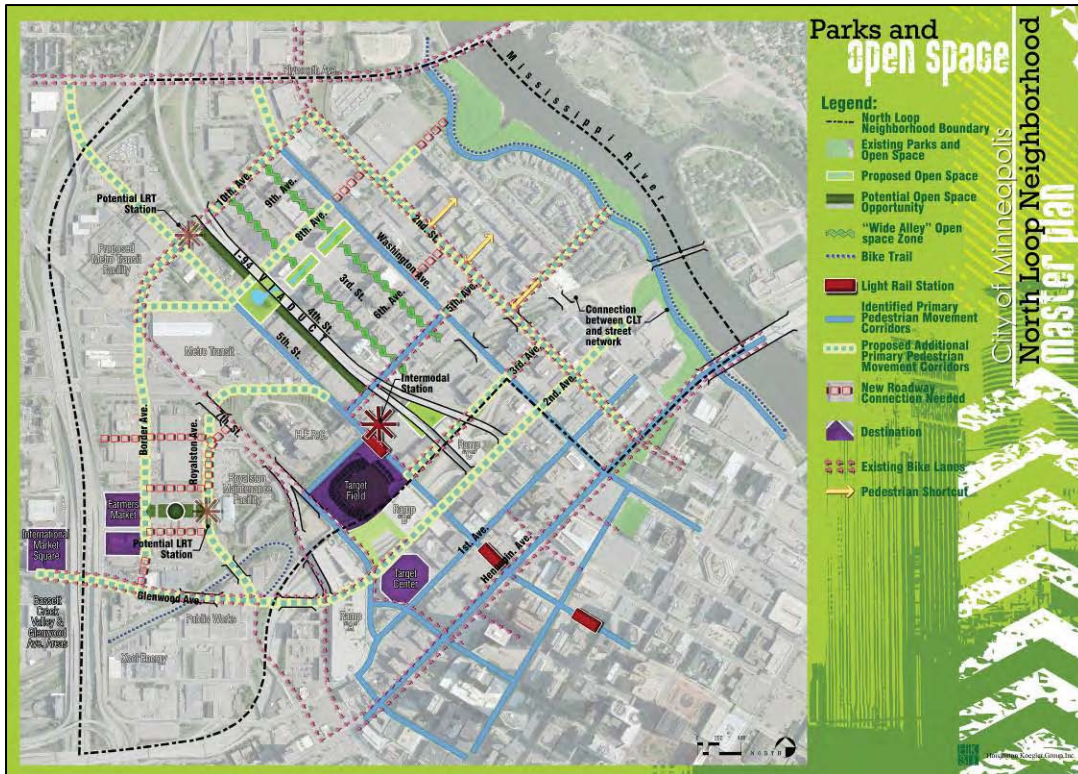 Parks and
open space
City of Minneapolis
North Loop Neighborhood
master plan
Legend:
North Loop
Neighborhood Boundary
Existing Parks and
Open Space
Proposed Open Space
Potential Open Space
Opportunity
"Wide Alley" Open
space Zone
Bike Trail
Light Rail Station
Identified Primary
Pedestrian Movement
Corridors
Proposed Additional
Primary Pedestrian
Movement Corridors
New Roadway
Connection Needed
Destination
Existing Bike Lanes
Pedestrian Shortcut
Plymouth Ave.
Mississippi River
Potential LRT
Station
10th. Ave.
9th. Ave.
8th. Ave.
2nd. St.
Washington Ave.
Proposed
Metro Transit
Facility
I-94 VIADUCT
3rd. St.
6th. Ave.
5th. Ave.
4th. St.
5th. St.
Connection
between CLT
and street
network
Metro Transit
3rd. Ave.
2nd. Ave.
Intermodal
Station
Border Ave.
Royalston Ave.
7th. St.
H.E.R.C.
Ramp
Royalston
Maintenance
Facility
Target
Field
Ramp
Farmers
Market
International
Market
Square
Potential LRT
Station
1st. Ave.
Hennepin. Ave.
Target
Center
Glenwood Ave.
Public Works
Ramp
Bassett
Creek
Valley &
Glenwood
Ave. Areas
Xcel Energy
NORTH
Hoisington Koegler Group Inc.